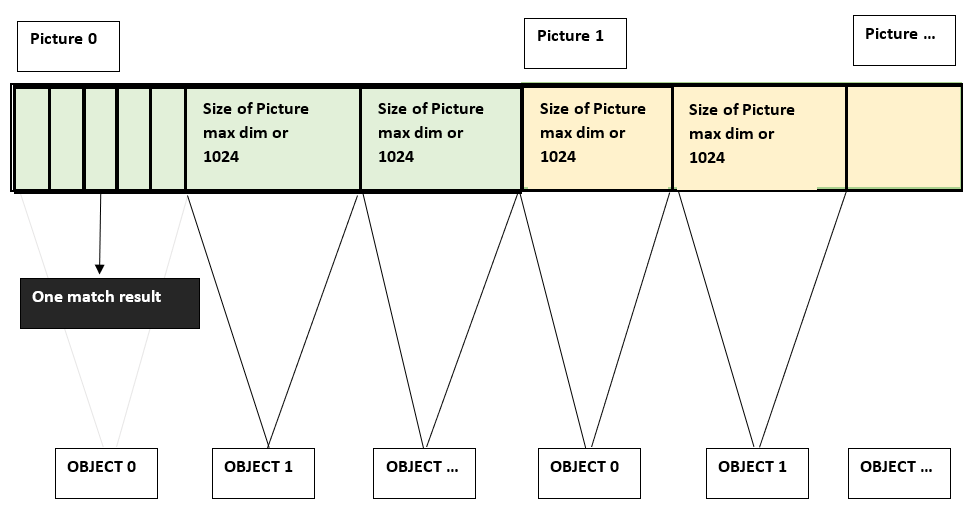 Picture 0
Picture 1
Picture ...
Size of Picture
max dim or
1024
Size of Picture
max dim or
1024
Size of Picture
max dim or
1024
Size of Picture
max dim or
1024
One match result
OBJECT 0
OBJECT 1
OBJECT ...
OBJECT 0
OBJECT 1
OBJECT ...